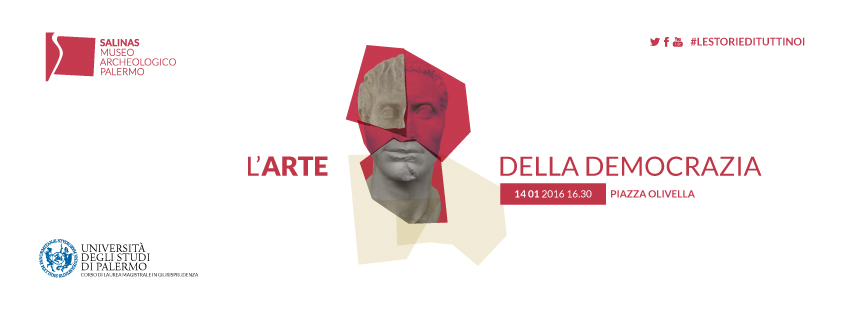 SALINAS
MUSEO
ARCHEOLOGICO
PALERMO
#LESTORIEDITUTTINOI
L'ARTE DELLA DEMOCRAZIA
14 01 2016 16.30 PIAZZA OLIVELLA
UNIVERSITÀ
DEGLI STUDI
DI PALERMO
CORSO DI LAUREA MAGISTRALE IN GIURISPRUDENZA